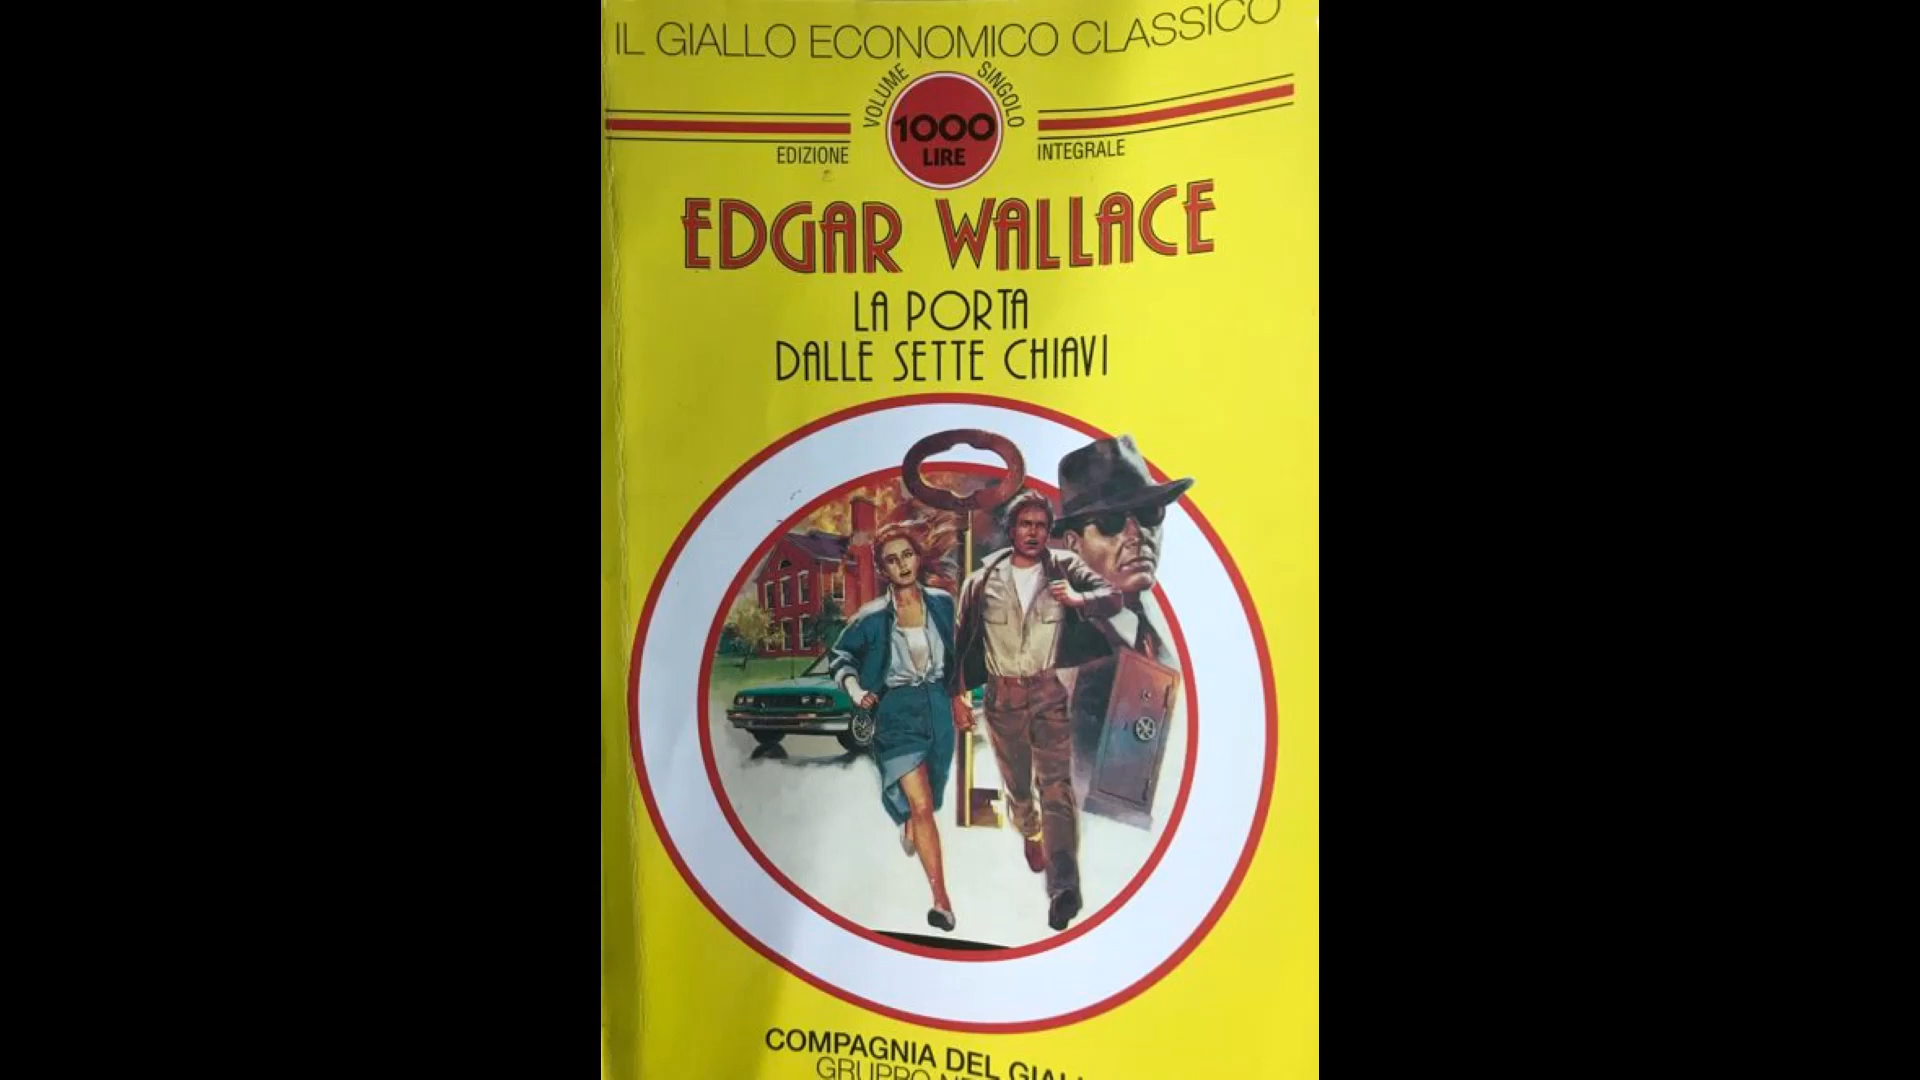 IL GIALLO ECONOMICO CLASSICO
VOLUME SINGOLO
1000
LIRE
EDIZIONE INTEGRALE
EDGAR WALLACE
LA PORTA
DALLE SETTE CHIAVI
COMPAGNIA DEL
GRUPPO